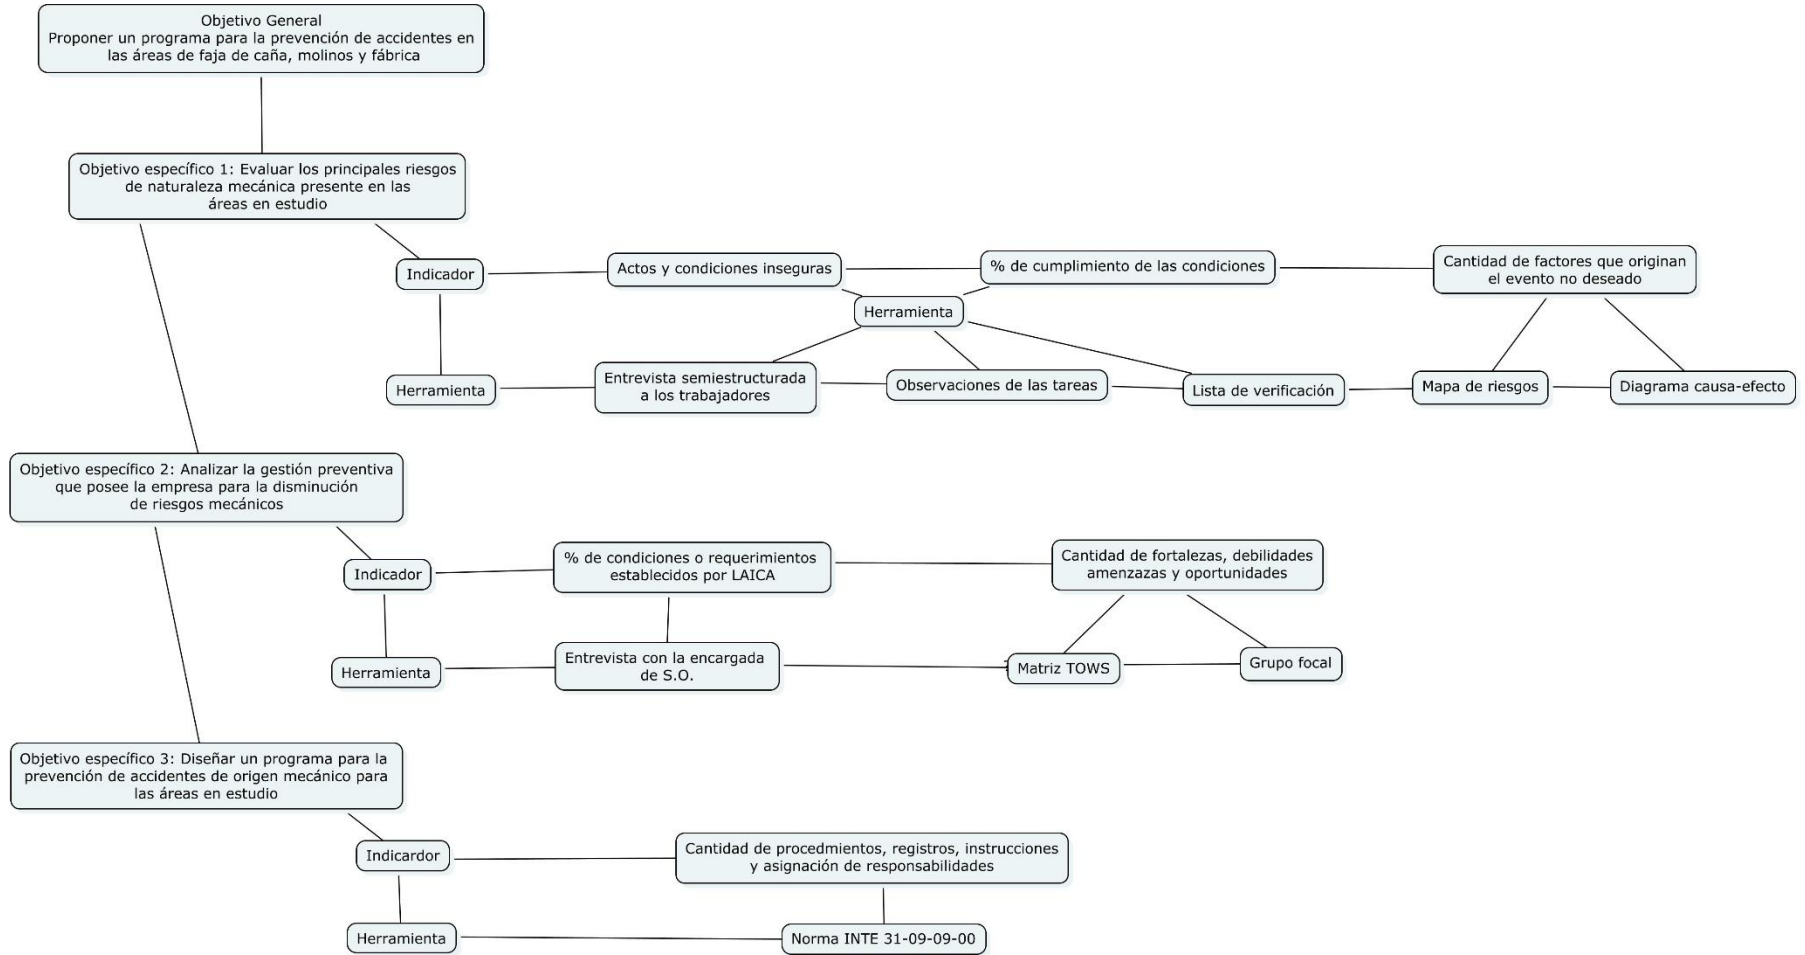 Objetivo General
Proponer un programa para la prevención de accidentes en
las áreas de faja de caña, molinos y fábrica
Objetivo específico 1: Evaluar los principales riesgos
de naturaleza mecánica presente en las
áreas en estudio
Indicador
Actos y condiciones inseguras
% de cumplimiento de las condiciones
Cantidad de factores que originan
el evento no deseado
Herramienta
Herramienta
Entrevista semiestructurada
a los trabajadores
Observaciones de las tareas
Lista de verificación
Mapa de riesgos
Diagrama causa-efecto
Objetivo específico 2: Analizar la gestión preventiva
que posee la empresa para la disminución
de riesgos mecánicos
Indicador
% de condiciones o requerimientos
establecidos por LAICA
Cantidad de fortalezas, debilidades
amenzazas y oportunidades
Herramienta
Entrevista con la encargada
de S.O.
Matriz TOWS
Grupo focal
Objetivo específico 3: Diseñar un programa para la
prevención de accidentes de origen mecánico para
las áreas en estudio
Indicardor
Cantidad de procedmientos, registros, instrucciones
y asignación de responsabilidades
Herramienta
Norma INTE 31-09-09-00